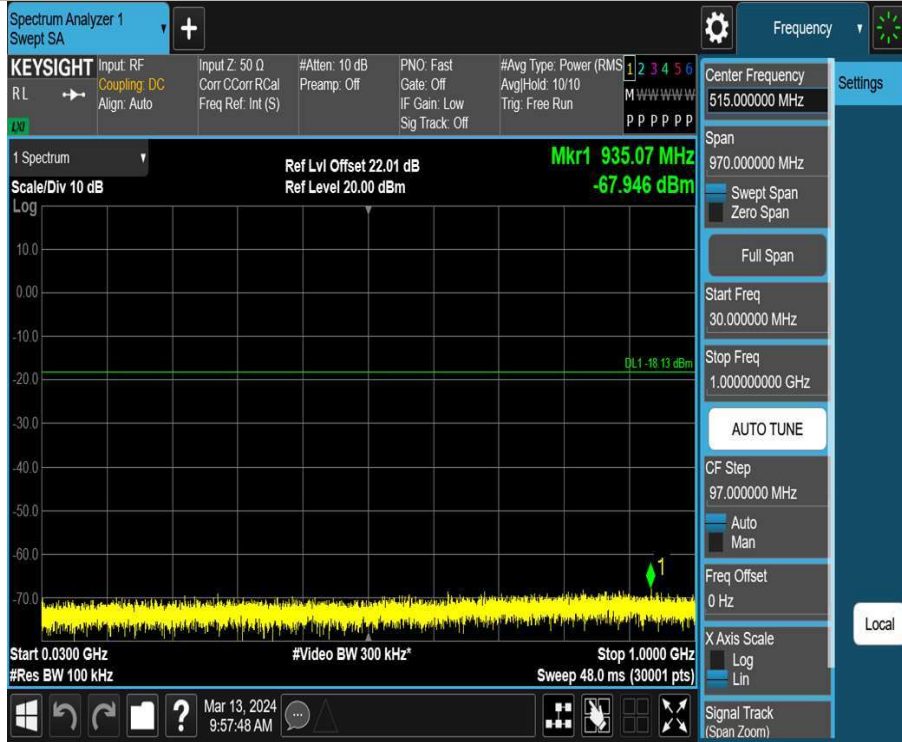 Spectrum Analyzer 1
Swept SA
+
Frequency
KEYSIGHT
RL
LXI
Input: RF
Coupling: DC
Align: Auto
Input Z: 50 Ω
Corr CCorr RCal
Freq Ref: Int (S)
#Atten: 10 dB
Preamp: Off
PNO: Fast
Gate: Off
IF Gain: Low
Sig Track: Off
#Avg Type: Power (RMS
Avg|Hold: 10/10
Trig: Free Run
1 2 3 4 5 6
M W W W W W
P P P P P P
1 Spectrum
Scale/Div 10 dB
Log
Ref Lvl Offset 22.01 dB
Ref Level 20.00 dBm
Mkr1 935.07 MHz
-67.946 dBm
10.0
0.00
-10.0
DL1 -18.13 dBm
-20.0
-30.0
-40.0
-50.0
-60.0
1
-70.0
Start 0.0300 GHz
#Res BW 100 kHz
#Video BW 300 kHz*
Stop 1.0000 GHz
Sweep 48.0 ms (30001 pts)
Mar 13, 2024
9:57:48 AM
?
Center Frequency
515.000000 MHz
Settings
Span
970.000000 MHz
Swept Span
Zero Span
Full Span
Start Freq
30.000000 MHz
Stop Freq
1.000000000 GHz
AUTO TUNE
CF Step
97.000000 MHz
Auto
Man
Freq Offset
0 Hz
Local
X Axis Scale
Log
Lin
Signal Track
(Span Zoom)